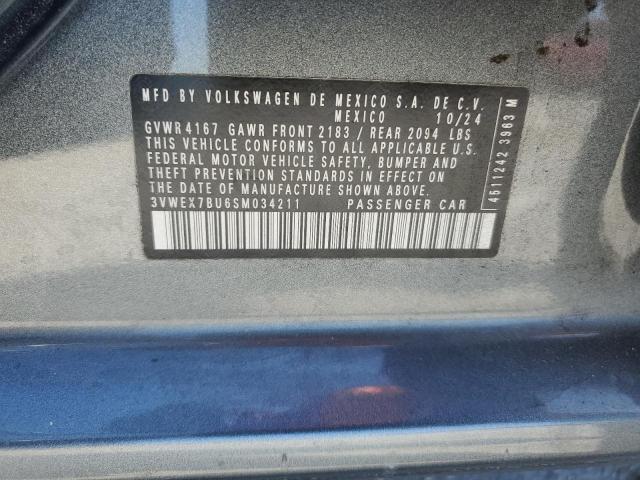 MFD BY VOLKSWAGEN DE MEXICO S.A. DE C.V.
MEXICO 10/24
GVWR 4167 GAWR FRONT 2183 / REAR 2094 LBS
THIS VEHICLE CONFORMS TO ALL APPLICABLE U.S.
FEDERAL MOTOR VEHICLE SAFETY, BUMPER AND
THEFT PREVENTION STANDARDS IN EFFECT ON
THE DATE OF MANUFACTURE SHOWN ABOVE.
3VWEX7BU6SM034211 PASSENGER CAR
4511242 3963 M